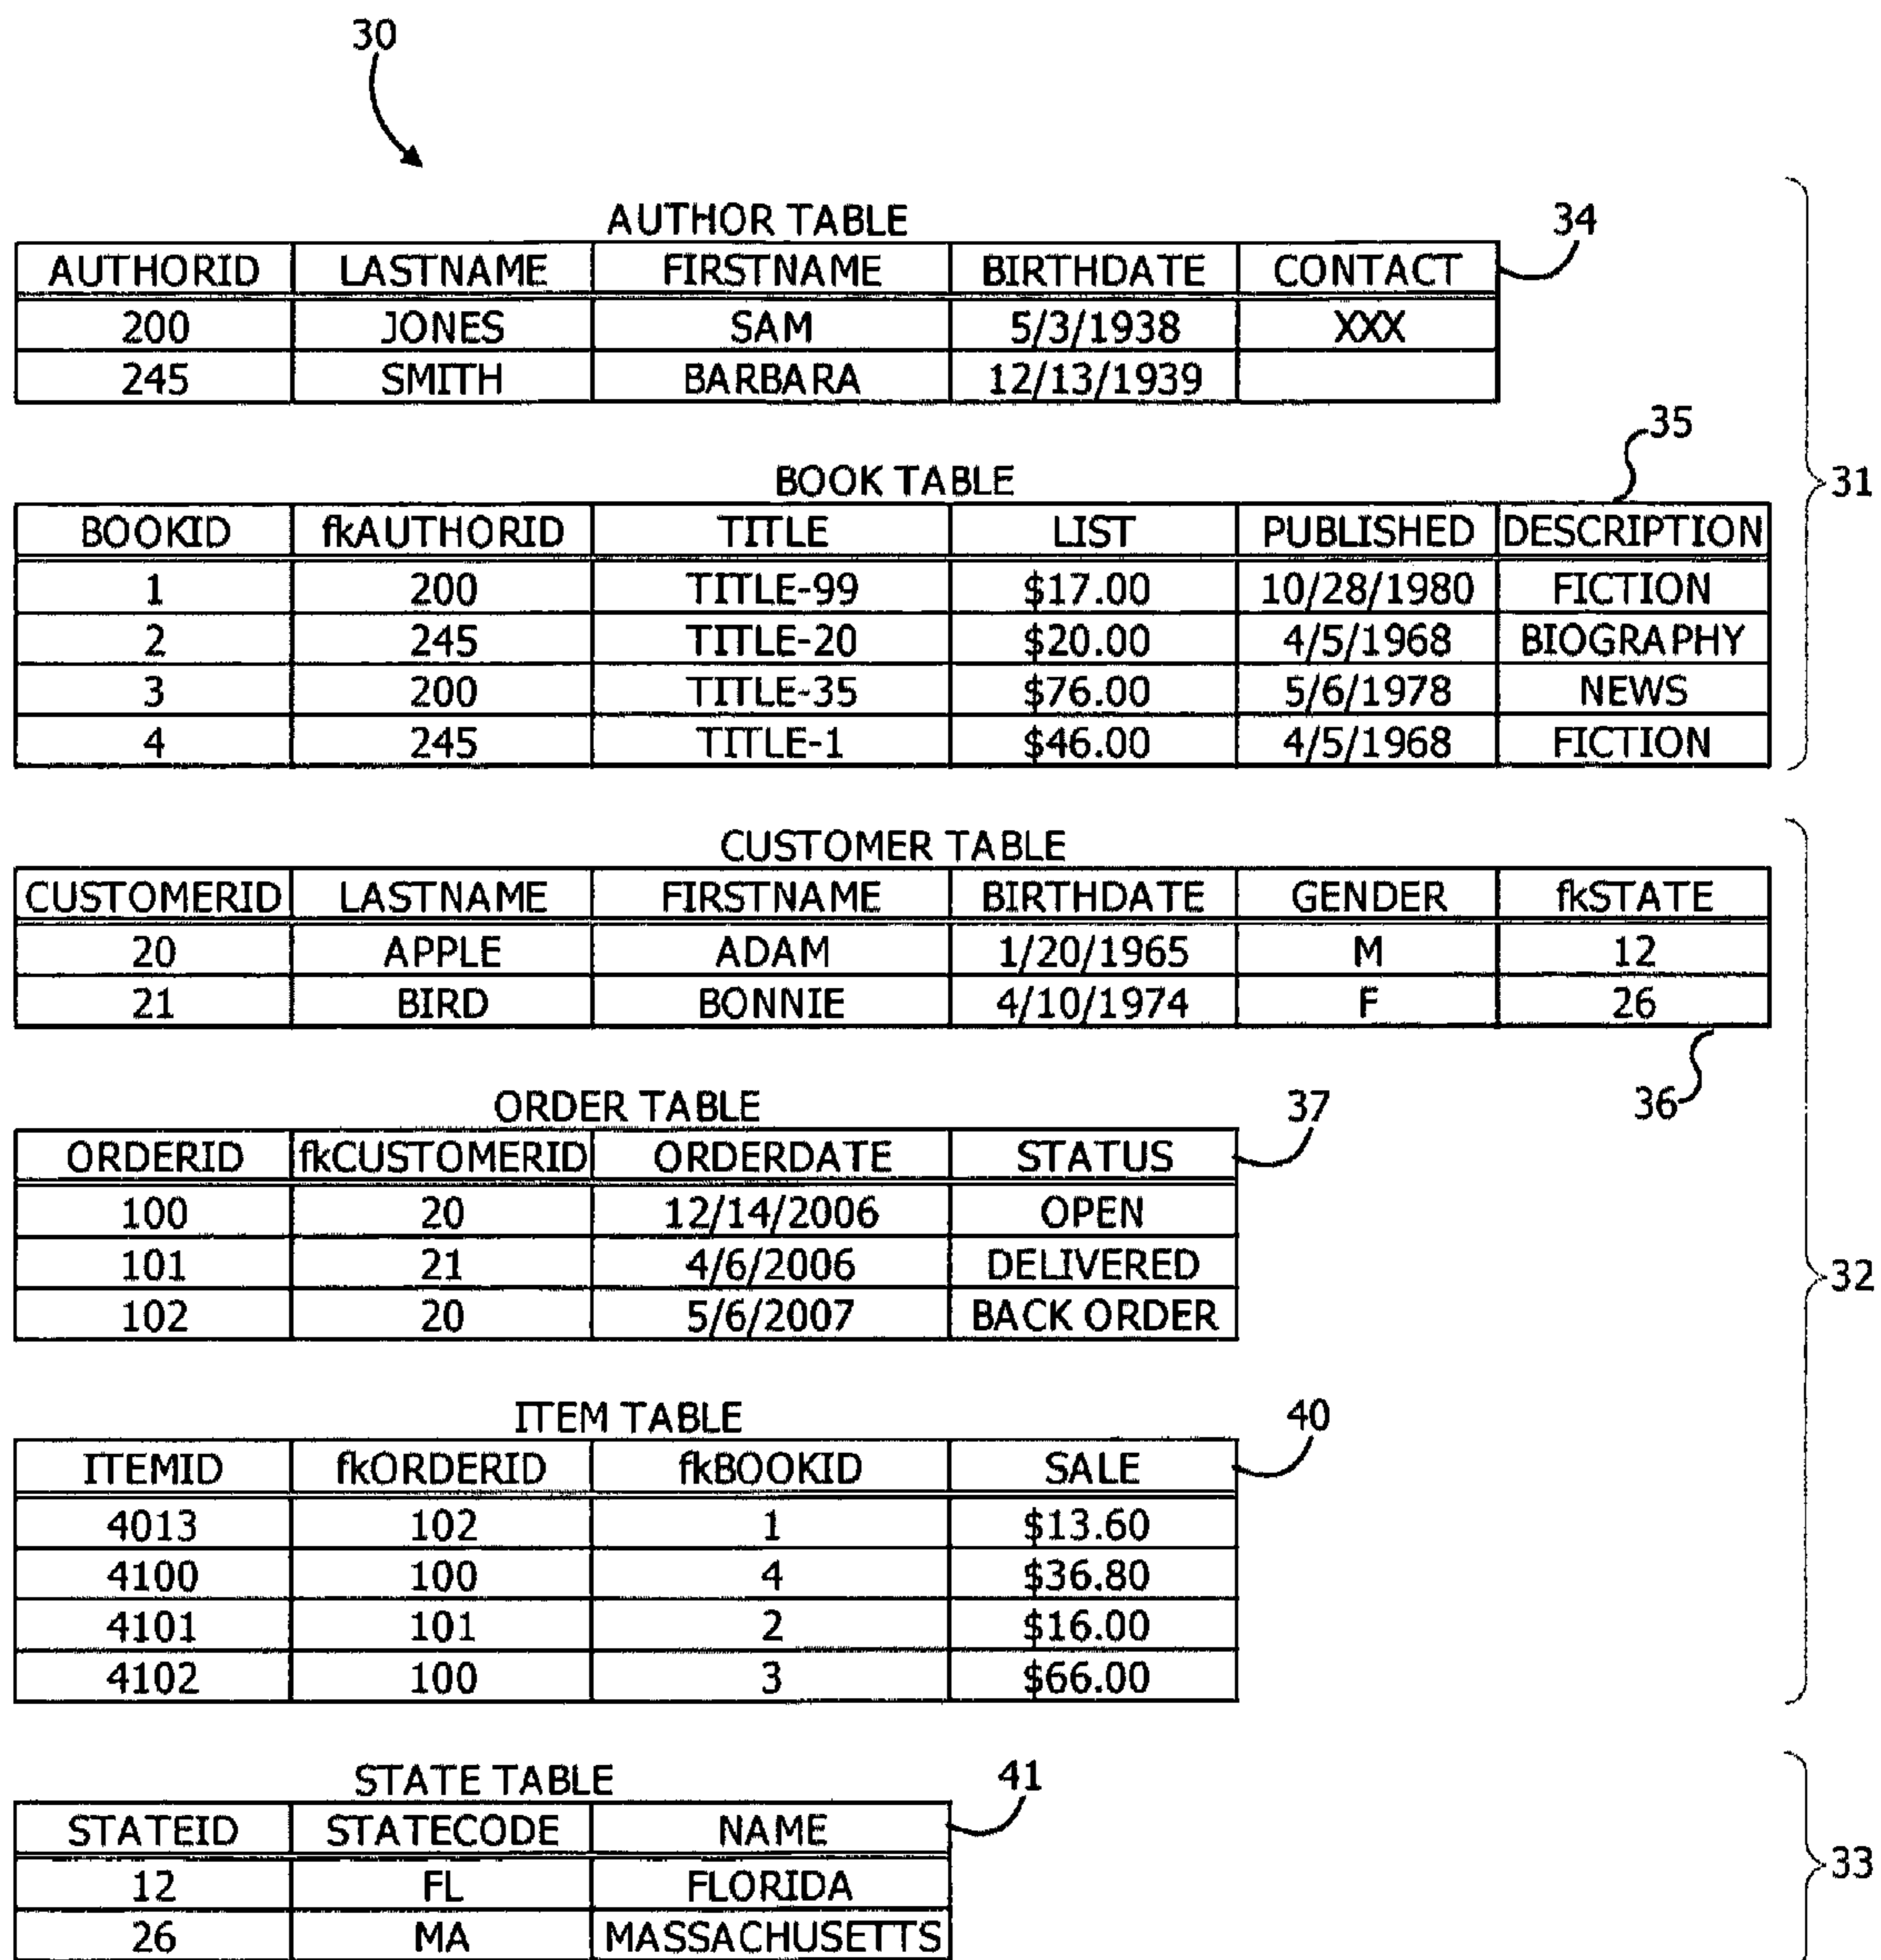 30
AUTHOR TABLE 34
AUTHORID LASTNAME FIRSTNAME BIRTHDATE CONTACT
200 JONES SAM 5/3/1938 XXX
245 SMITH BARBARA 12/13/1939
35
BOOK TABLE 31
BOOKID fkAUTHORID TITLE LIST PUBLISHED DESCRIPTION
1 200 TITLE-99 $17.00 10/28/1980 FICTION
2 245 TITLE-20 $20.00 4/5/1968 BIOGRAPHY
3 200 TITLE-35 $76.00 5/6/1978 NEWS
4 245 TITLE-1 $46.00 4/5/1968 FICTION
CUSTOMER TABLE
CUSTOMERID LASTNAME FIRSTNAME BIRTHDATE GENDER fkSTATE
20 APPLE ADAM 1/20/1965 M 12
21 BIRD BONNIE 4/10/1974 F 26
ORDER TABLE 37 36
ORDERID fkCUSTOMERID ORDERDATE STATUS
100 20 12/14/2006 OPEN
101 21 4/6/2006 DELIVERED 32
102 20 5/6/2007 BACK ORDER
ITEM TABLE 40
ITEMID fkORDERID fkBOOKID SALE
4013 102 1 $13.60
4100 100 4 $36.80
4101 101 2 $16.00
4102 100 3 $66.00
STATE TABLE 41
STATEID STATECODE NAME
12 FL FLORIDA 33
26 MA MASSACHUSETTS